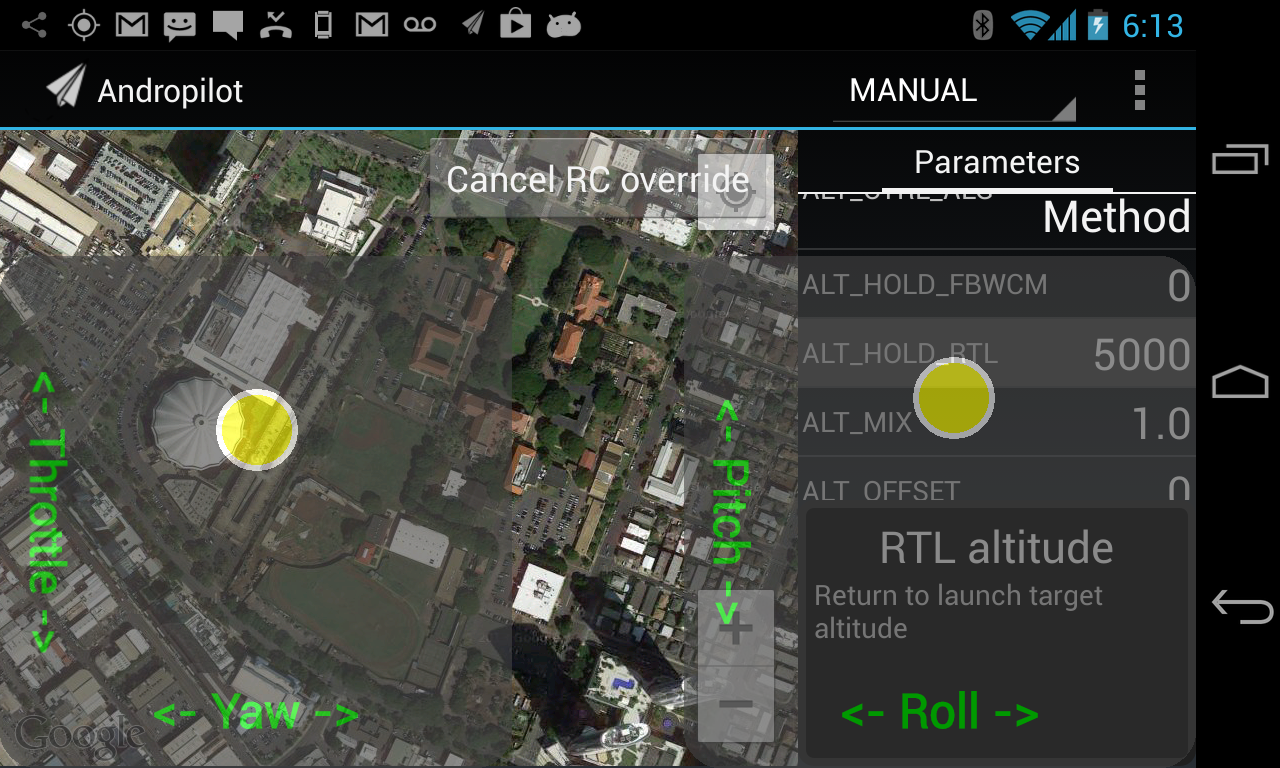 6:13
Andropilot
MANUAL
Cancel RC override
Parameters
ALT_CTRL_ALG
Method
ALT_HOLD_FBWCM 0
ALT_HOLD_RTL 5000
ALT_MIX 1.0
ALT_OFFSET 0
<- Throttle ->
<- Pitch ->
RTL altitude
Return to launch target
altitude
<- Yaw ->
<- Roll ->
+
−
Google